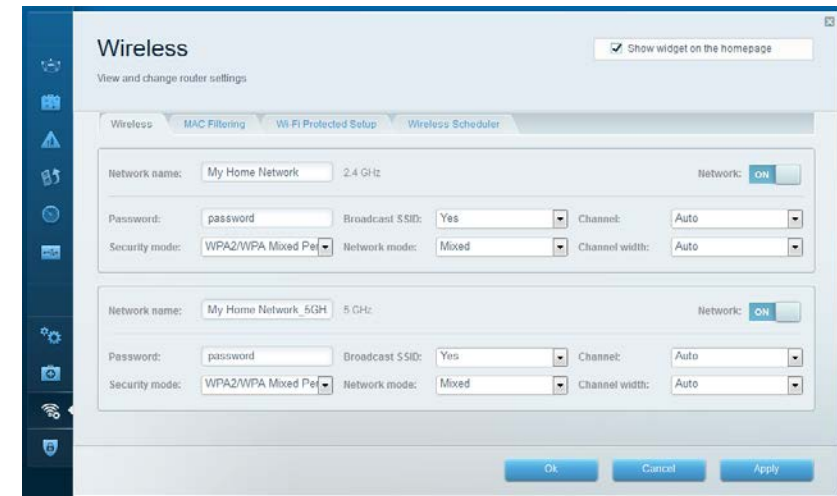 Wireless
Show widget on the homepage
View and change router settings
Wireless MAC Filtering Wi-Fi Protected Setup Wireless Scheduler
Network name: My Home Network 2.4 GHz Network: ON
Password: password Broadcast SSID: Yes Channel: Auto
Security mode: WPA2/WPA Mixed Per Network mode: Mixed Channel width: Auto
Network name: My Home Network_5GH 5 GHz Network: ON
Password: password Broadcast SSID: Yes Channel: Auto
Security mode: WPA2/WPA Mixed Per Network mode: Mixed Channel width: Auto
Ok Cancel Apply